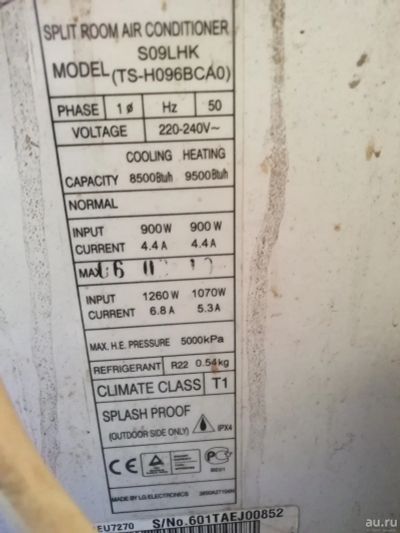 SPLIT ROOM AIR CONDITIONER
MODEL S09LHK
(TS-H096BCA0)
PHASE 1ø Hz 50
VOLTAGE 220-240V~
COOLING HEATING
CAPACITY 8500Btu/h 9500Btu/h
NORMAL
INPUT 900W 900W
CURRENT 4.4A 4.4A
MAX
INPUT 1260W 1070W
CURRENT 6.8A 5.3A
MAX. H.E. PRESSURE 5000kPa
REFRIGERANT R22 0.54kg
CLIMATE CLASS T1
SPLASH PROOF
(OUTDOOR SIDE ONLY) IPX4
CE
MADE BY LG ELECTRONICS
EU7270 S/No.601TAEJ00852
au.ru